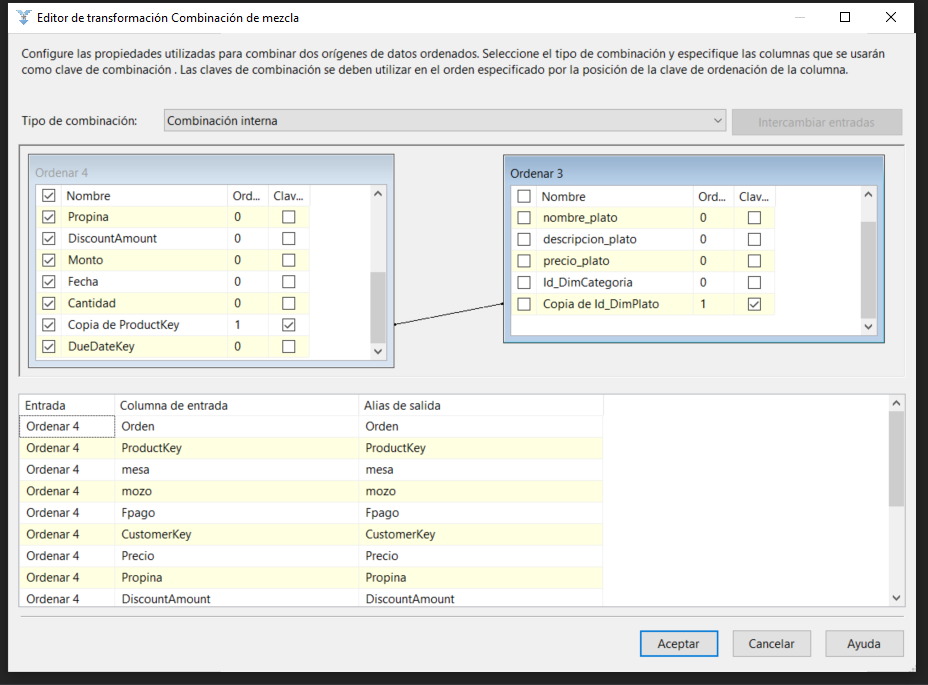 Editor de transformación Combinación de mezcla
Configure las propiedades utilizadas para combinar dos orígenes de datos ordenados. Seleccione el tipo de combinación y especifique las columnas que se usarán
como clave de combinación . Las claves de combinación se deben utilizar en el orden especificado por la posición de la clave de ordenación de la columna.
Tipo de combinación: Combinación interna Intercambiar entradas
Ordenar 4
Nombre Ord... Clav...
Propina 0
DiscountAmount 0
Monto 0
Fecha 0
Cantidad 0
Copia de ProductKey 1
DueDateKey 0
Ordenar 3
Nombre Ord... Clav...
nombre_plato 0
descripcion_plato 0
precio_plato 0
Id_DimCategoria 0
Copia de Id_DimPlato 1
Entrada Columna de entrada Alias de salida
Ordenar 4 Orden Orden
Ordenar 4 ProductKey ProductKey
Ordenar 4 mesa mesa
Ordenar 4 mozo mozo
Ordenar 4 Fpago Fpago
Ordenar 4 CustomerKey CustomerKey
Ordenar 4 Precio Precio
Ordenar 4 Propina Propina
Ordenar 4 DiscountAmount DiscountAmount
Aceptar Cancelar Ayuda